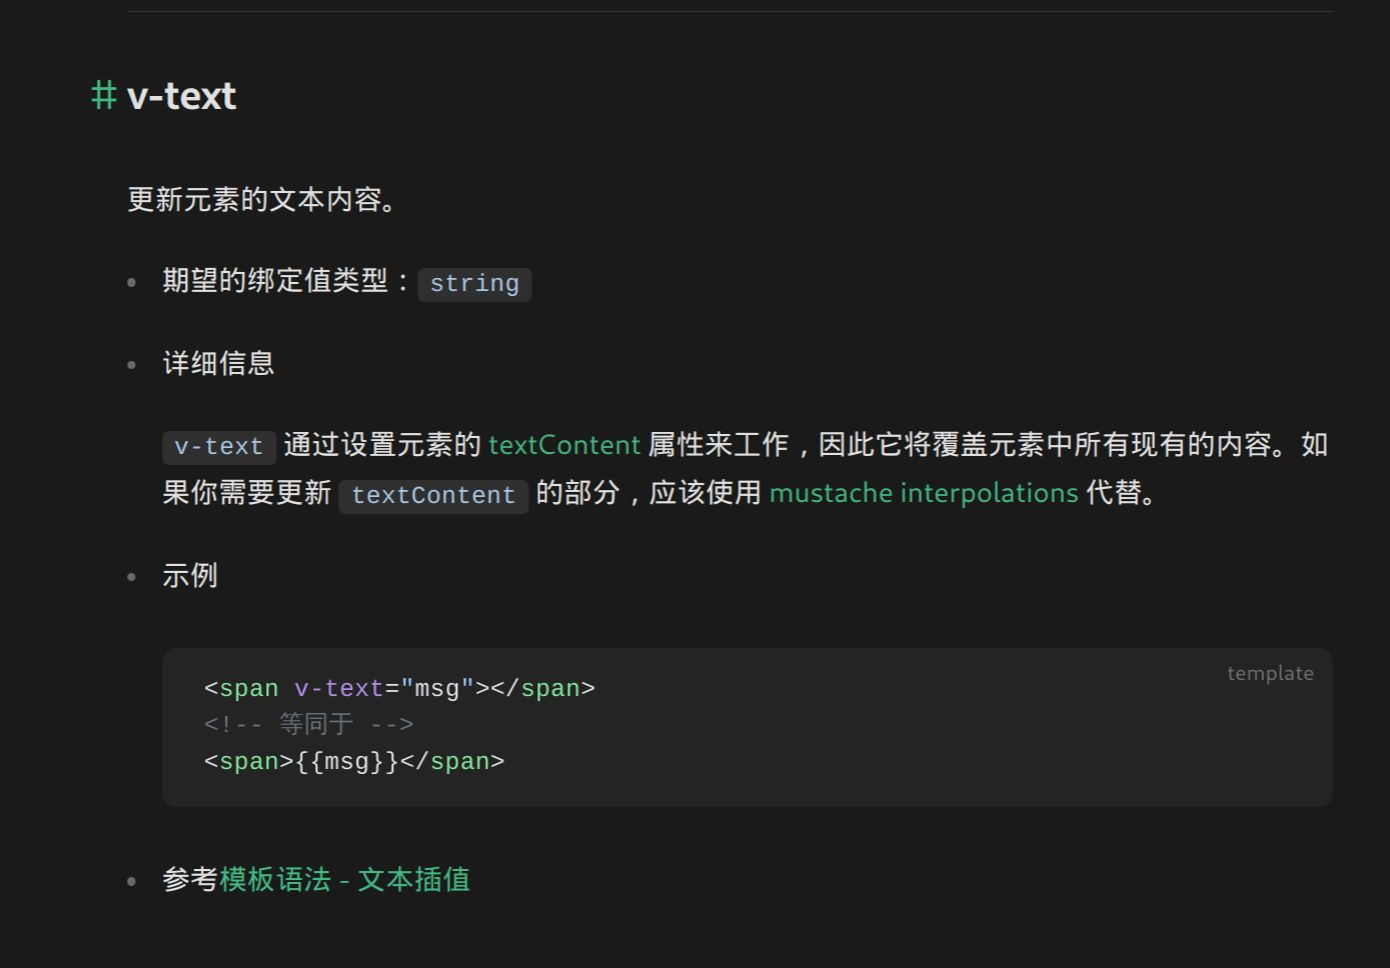 # v-text
更新元素的文本内容。
期望的绑定值类型：string
详细信息
v-text 通过设置元素的 textContent 属性来工作，因此它将覆盖元素中所有现有的内容。如
果你需要更新 textContent 的部分，应该使用 mustache interpolations 代替。
示例
template
<span v-text="msg"></span>
<!-- 等同于 -->
<span>{{msg}}</span>
参考模板语法 - 文本插值